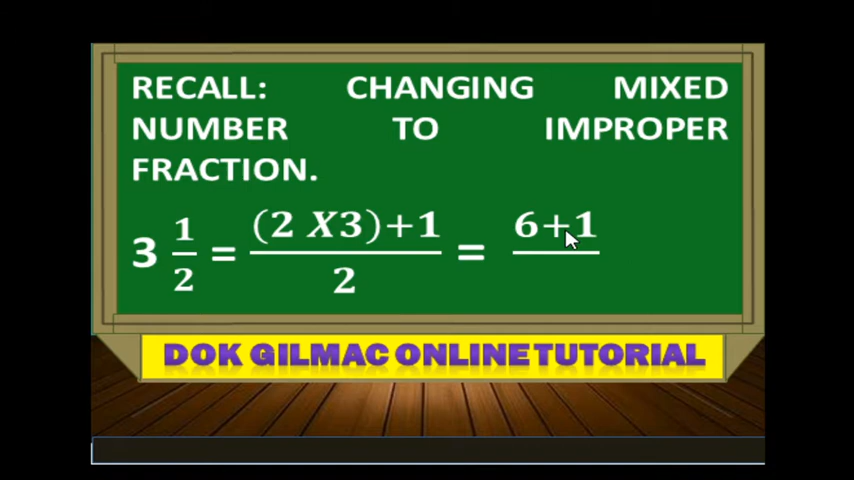 RECALL: CHANGING MIXED
NUMBER TO IMPROPER
FRACTION.
3 1/2 = (2 X3)+1/2 = 6+1/
DOK GILMAC ONLINE TUTORIAL